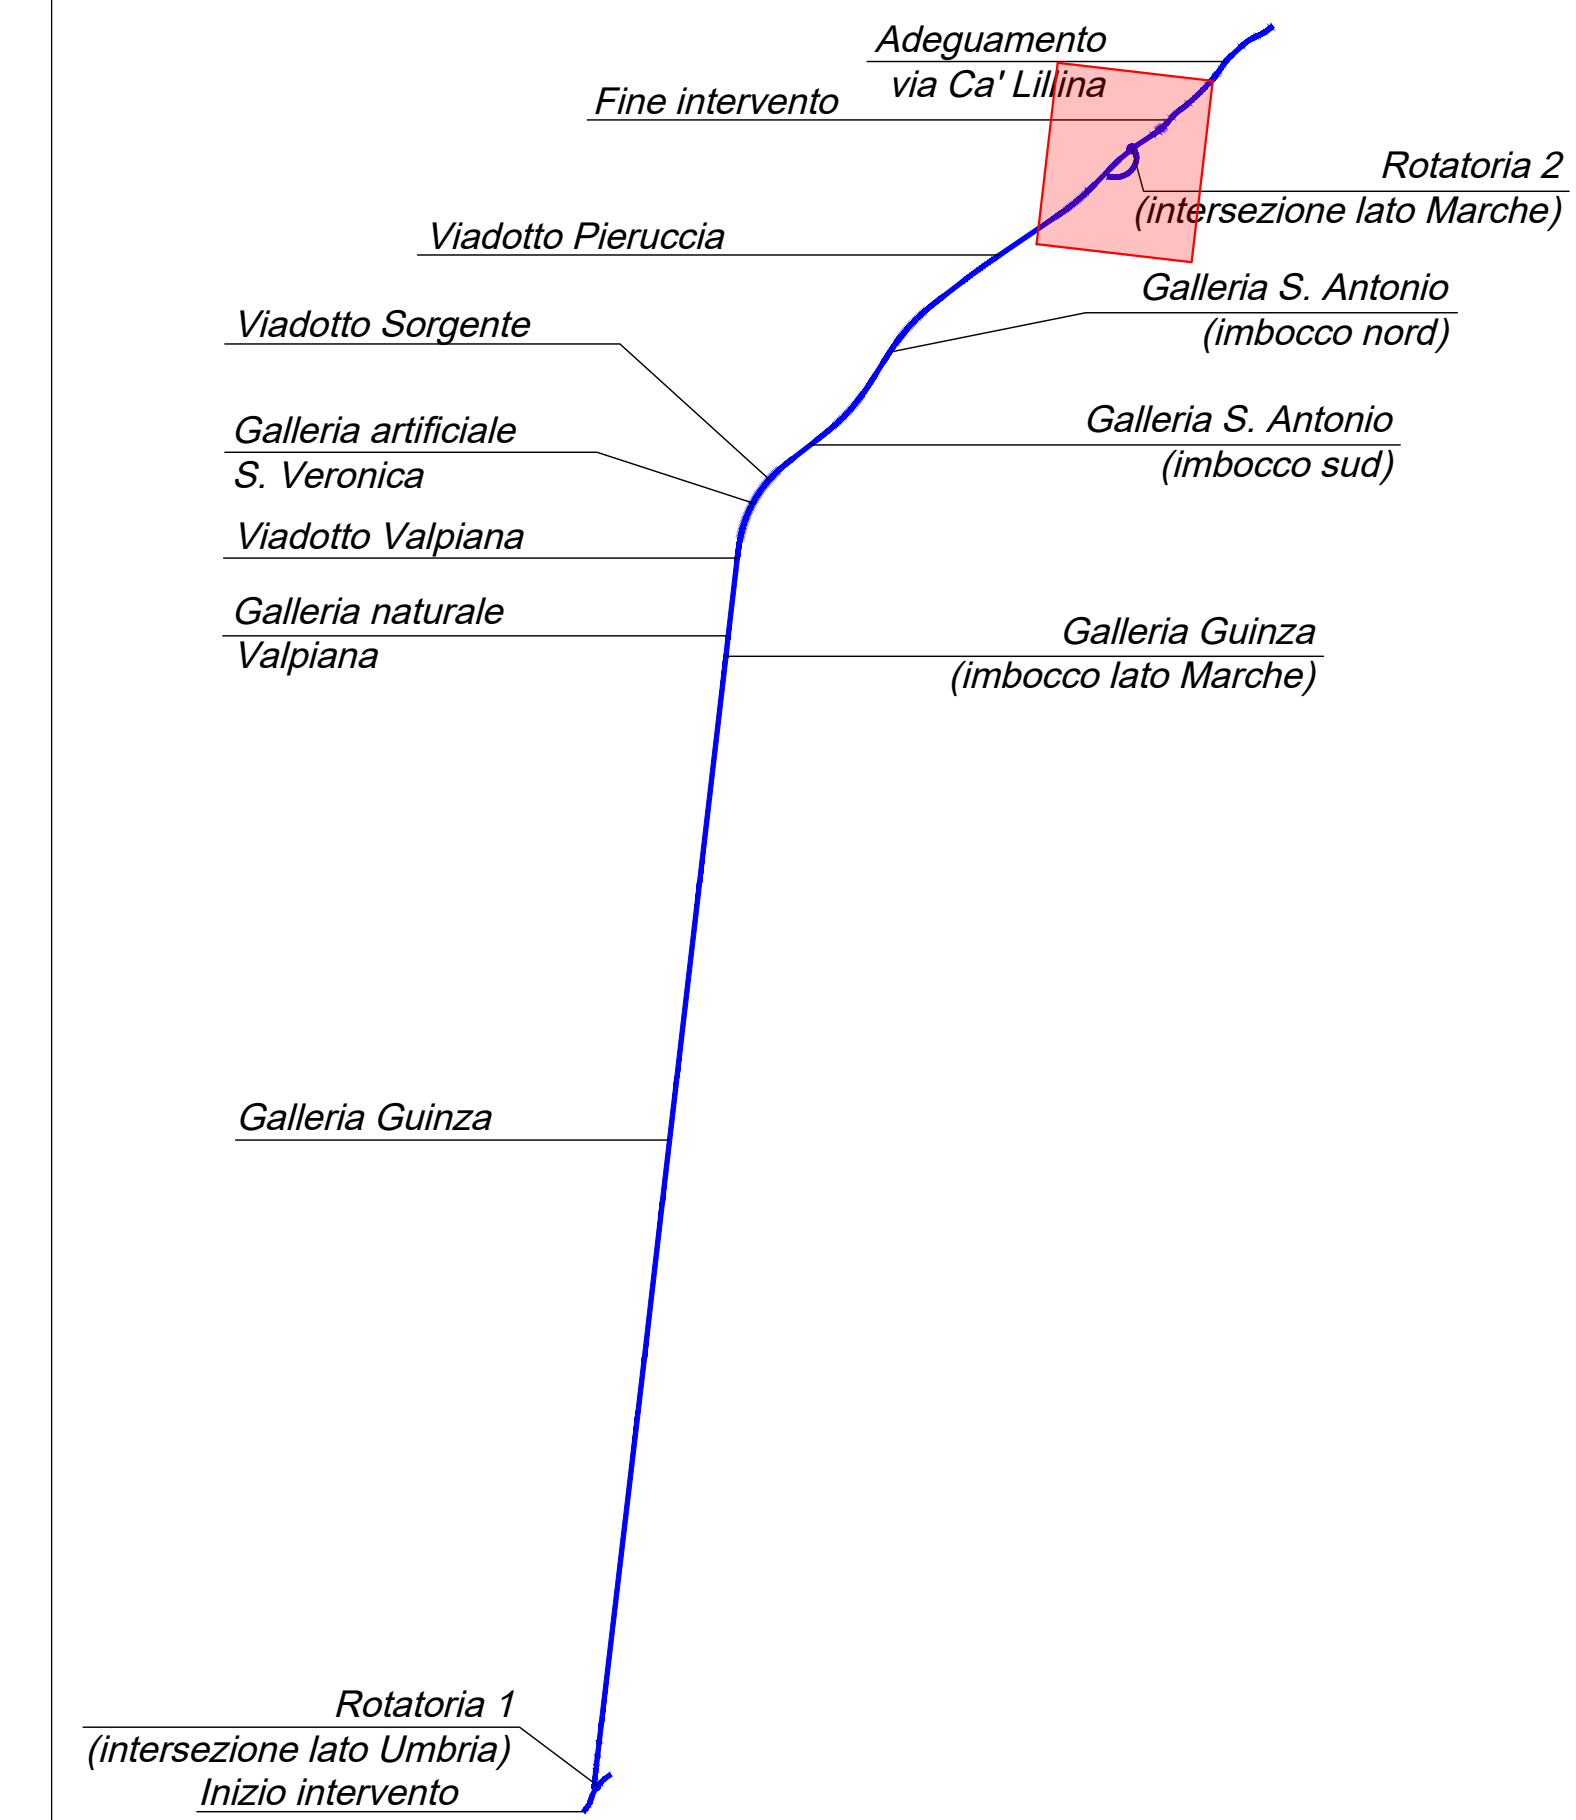 Adeguamento
via Ca' Lillina
Fine intervento
Rotatoria 2
(intersezione lato Marche)
Viadotto Pieruccia
Galleria S. Antonio
(imbocco nord)
Viadotto Sorgente
Galleria S. Antonio
(imbocco sud)
Galleria artificiale
S. Veronica
Viadotto Valpiana
Galleria naturale
Valpiana
Galleria Guinza
(imbocco lato Marche)
Galleria Guinza
Rotatoria 1
(intersezione lato Umbria)
Inizio intervento